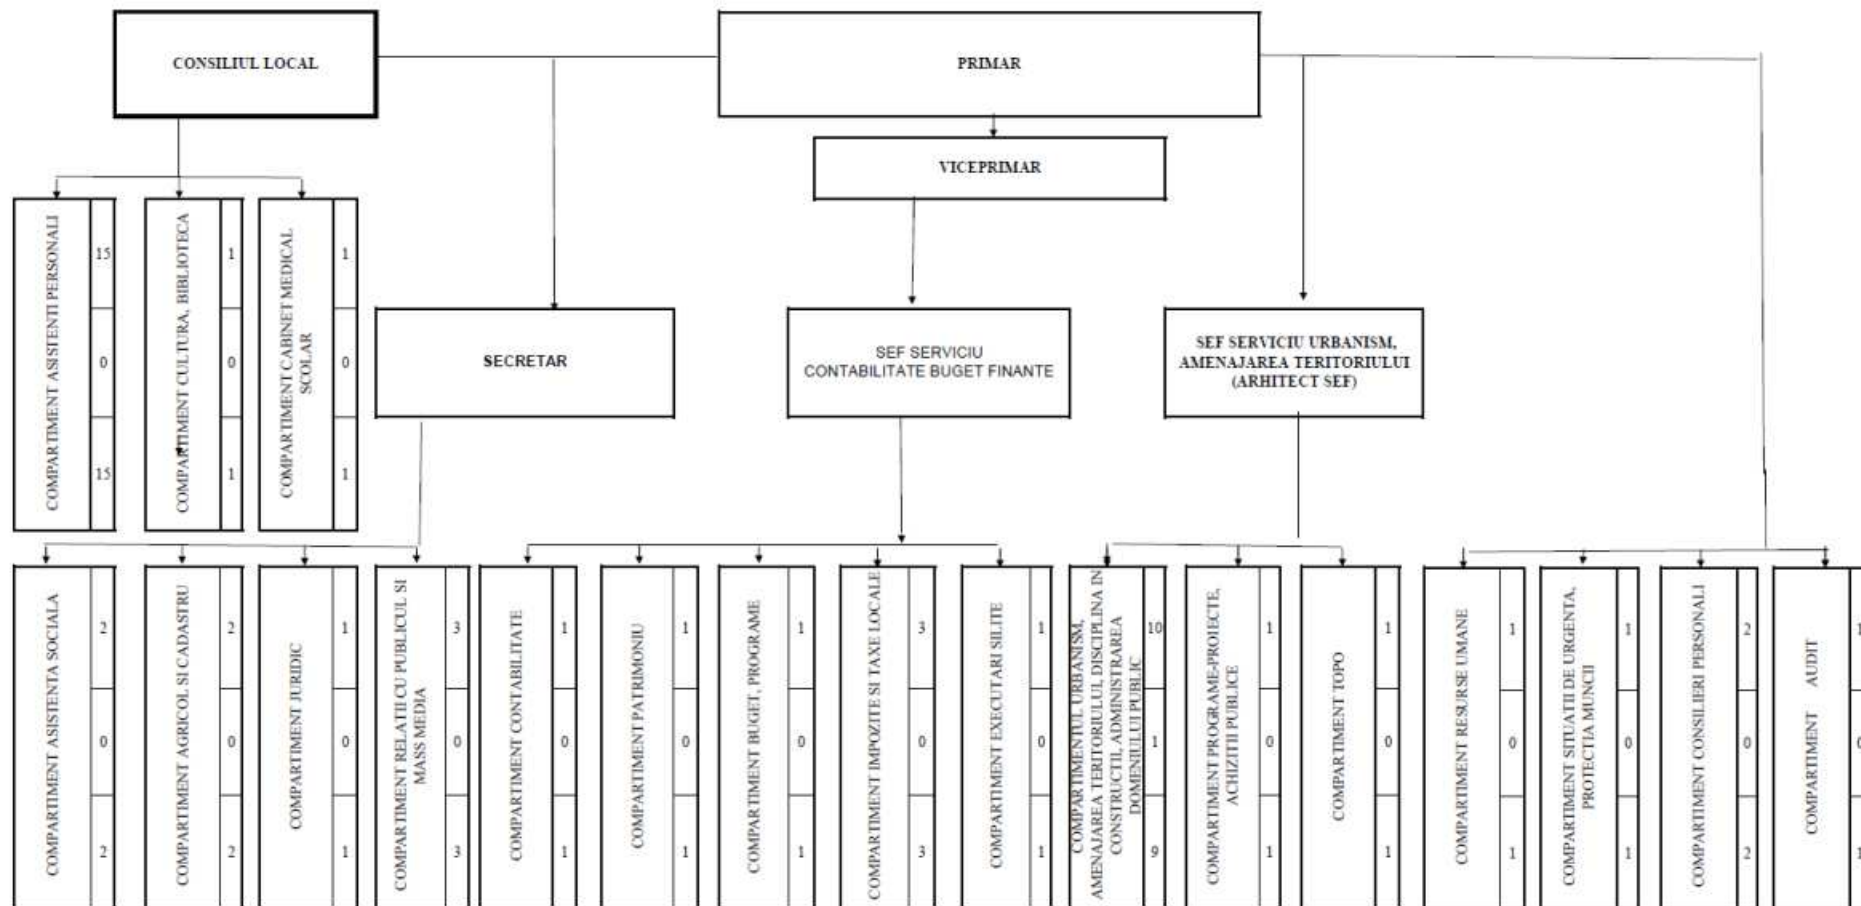 CONSILIUL LOCAL
PRIMAR
VICEPRIMAR
COMPARTIMENT ASISTENTI PERSONALI
15
0
15
COMPARTIMENT CULTURA, BIBLIOTECA
1
0
1
COMPARTIMENT CABINET MEDICAL
SCOLAR
1
0
1
SECRETAR
SEF SERVICIU
CONTABILITATE BUGET FINANTE
SEF SERVICIU URBANISM,
AMENAJAREA TERITORIULUI
(ARHITECT SEF)
COMPARTIMENT ASISTENTA SOCIALA
2
0
2
COMPARTIMENT AGRICOL SI CADASTRU
2
0
2
COMPARTIMENT JURIDIC
1
0
1
COMPARTIMENT RELATII CU PUBLICUL SI
MASS MEDIA
3
0
3
COMPARTIMENT CONTABILITATE
1
0
1
COMPARTIMENT PATRIMONIU
1
0
1
COMPARTIMENT BUGET, PROGRAME
1
0
1
COMPARTIMENT IMPOZITE SI TAXE LOCALE
3
0
3
COMPARTIMENT EXECUTARI SILITE
1
0
1
COMPARTIMENTUL URBANISM,
AMENAJAREA TERITORIULUI, DISCIPLINA IN
CONSTRUCTII, ADMINISTRAREA
DOMENIULUI PUBLIC
10
1
9
COMPARTIMENT PROGRAME-PROIECTE,
ACHIZITII PUBLICE
1
0
1
COMPARTIMENT TOPO
1
0
1
COMPARTIMENT RESURSE UMANE
1
0
1
COMPARTIMENT SITUATII DE URGENTA,
PROTECTIA MUNCII
1
0
1
COMPARTIMENT CONSILIERI PERSONALI
2
0
2
COMPARTIMENT AUDIT
1
0
1